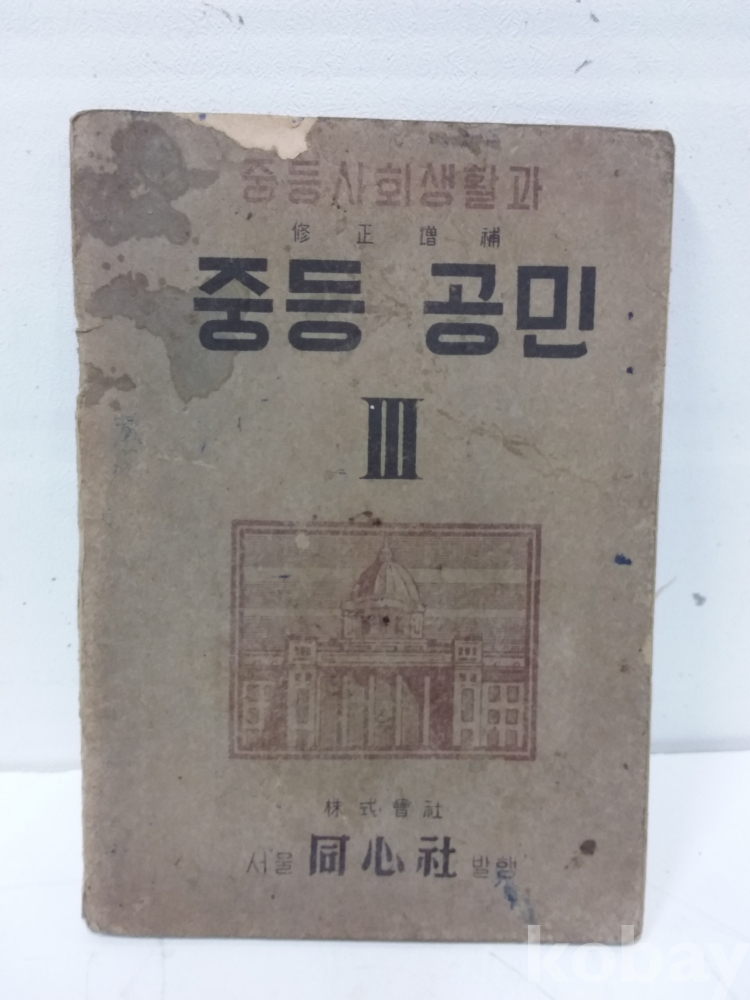 중등사회생활과
修正增補
중등 공민
III
株式會社
서울 同心社 발행
kobay